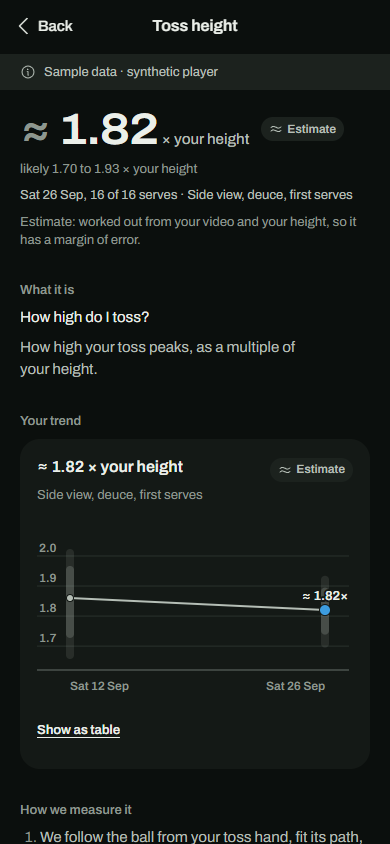 Back
Toss height
Sample data · synthetic player
≈ 1.82 × your height
≈ Estimate
likely 1.70 to 1.93 × your height
Sat 26 Sep, 16 of 16 serves · Side view, deuce, first serves
Estimate: worked out from your video and your height, so it
has a margin of error.
What it is
How high do I toss?
How high your toss peaks, as a multiple of
your height.
Your trend
≈ 1.82 × your height
≈ Estimate
Side view, deuce, first serves
2.0
1.9
≈ 1.82×
1.8
1.7
Sat 12 Sep
Sat 26 Sep
Show as table
How we measure it
1. We follow the ball from your toss hand, fit its path,